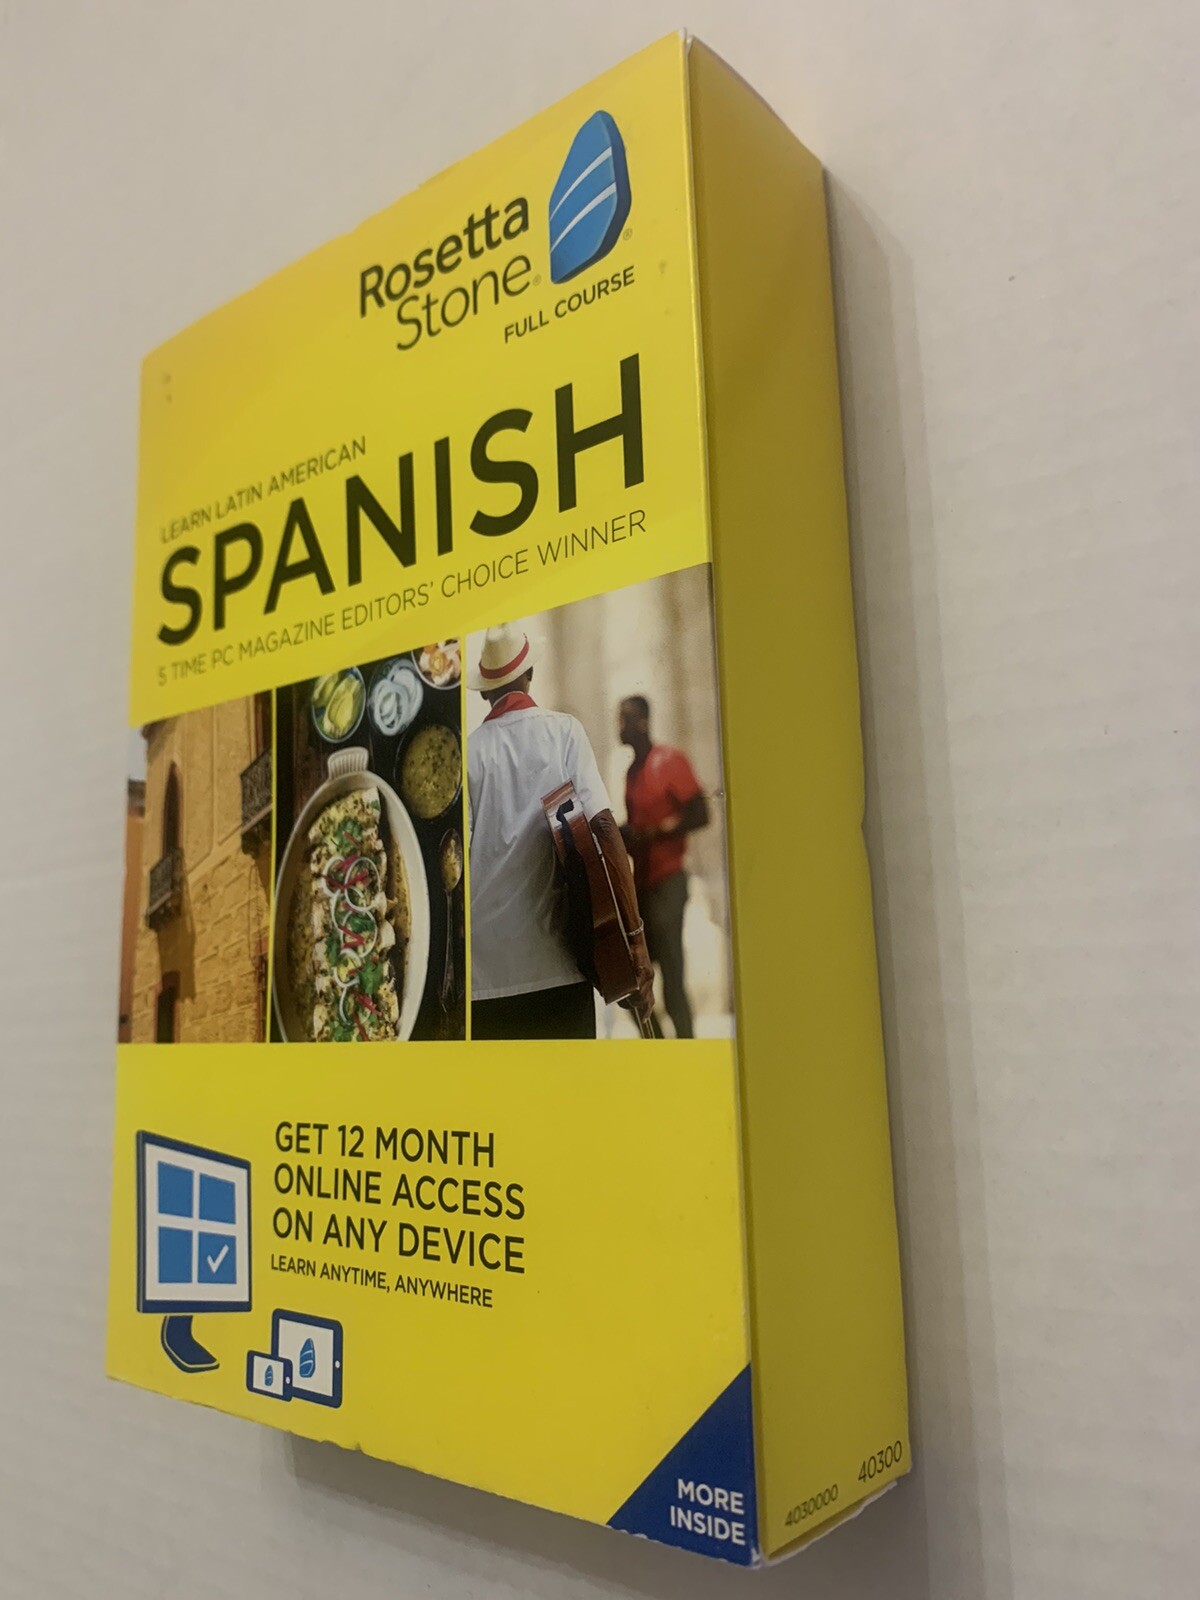 Rosetta
Stone®
®
FULL COURSE
LEARN LATIN AMERICAN
SPANISH
5 TIME PC MAGAZINE EDITORS' CHOICE WINNER
GET 12 MONTH
ONLINE ACCESS
ON ANY DEVICE
LEARN ANYTIME, ANYWHERE
MORE
INSIDE
4030000
40300